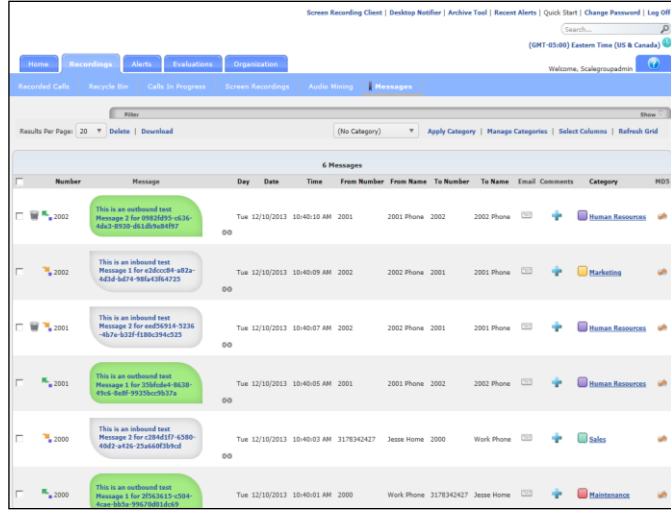 Screen Recording Client | Desktop Notifier | Archive Tool | Recent Alerts | Quick Start | Change Password | Log Off
Search...
(GMT-05:00) Eastern Time (US & Canada)
Home Recordings Alerts Evaluations Organization
Welcome, Scalegroupadmin
Recorded Calls Recycle Bin Calls In Progress Screen Recordings Audio Mining Messages
Filter Show
Results Per Page: 20 Delete | Download (No Category) Apply Category | Manage Categories | Select Columns | Refresh Grid
6 Messages
Number Message Day Date Time From Number From Name To Number To Name Email Comments Category MD5
This is an outbound test
2002 Message 2 for 0982fd95-c636- Tue 12/10/2013 10:40:10 AM 2001 2001 Phone 2002 2002 Phone Human Resources
4da3-8930-d61db9a84f97
This is an inbound test
2002 Message 1 for e2dccc84-a82a- Tue 12/10/2013 10:40:09 AM 2002 2002 Phone 2001 2001 Phone Marketing
4d3d-bd74-98fa43f64725
This is an inbound test
2001 Message 2 for eed56914-5236 Tue 12/10/2013 10:40:07 AM 2002 2002 Phone 2001 2001 Phone Human Resources
-4b7e-b32f-f180c394c525
This is an outbound test
2001 Message 1 for 35bfcde4-8638- Tue 12/10/2013 10:40:05 AM 2001 2001 Phone 2002 2002 Phone Human Resources
49c6-8e8f-9935bcc9b37a
This is an inbound test
2000 Message 2 for c284d1f7-6580- Tue 12/10/2013 10:40:03 AM 3178342427 Jesse Home 2000 Work Phone Sales
40d2-a426-25a660f3b9cd
This is an outbound test
2000 Message 1 for 2f563615-c504- Tue 12/10/2013 10:40:01 AM 2000 Work Phone 3178342427 Jesse Home Maintenance
4cae-bb5a-99670d01dc69